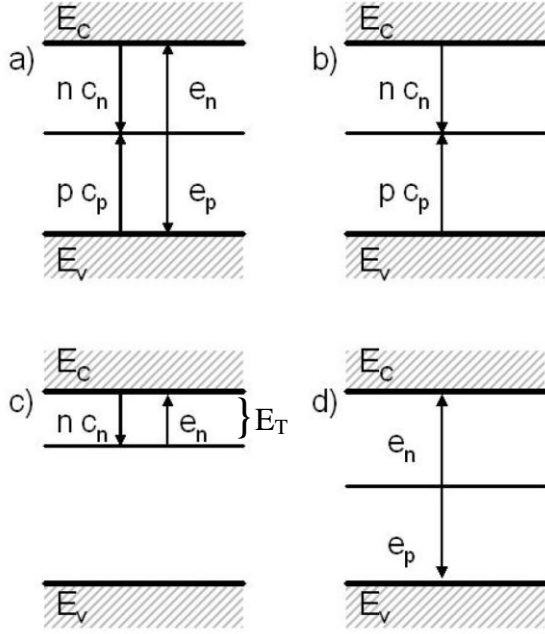 E_C
a)
n c_n e_n
p c_p e_p
E_v
E_C
b)
n c_n
p c_p
E_v
E_C
c)
n c_n e_n } E_T
E_v
E_C
d)
e_n
e_p
E_v